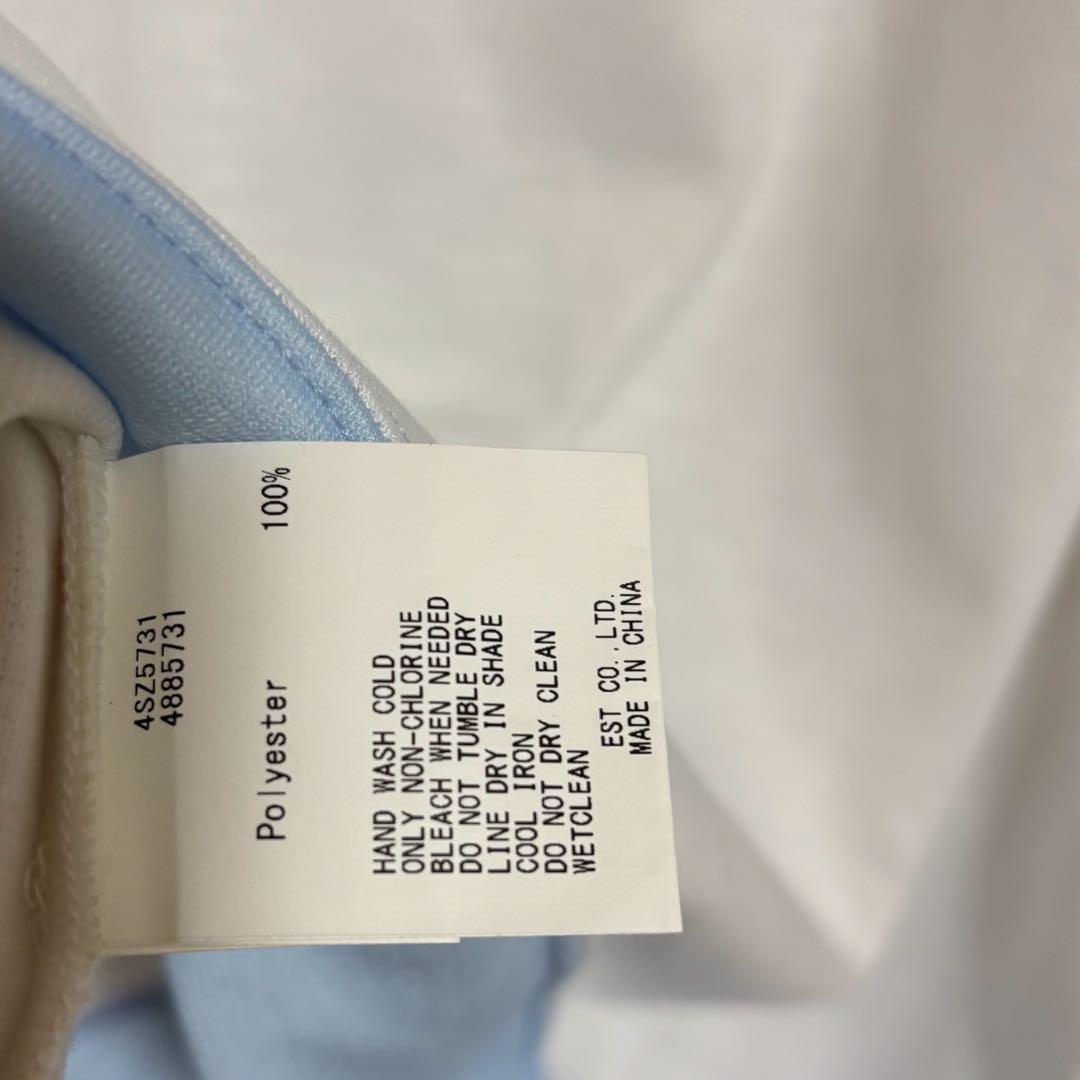 4SZ5731
4885731
Polyester 100%
HAND WASH COLD
ONLY NON-CHLORINE
BLEACH WHEN NEEDED
DO NOT TUMBLE DRY
LINE DRY IN SHADE
COOL IRON
DO NOT DRY CLEAN
WETCLEAN
EST CO.,LTD.
MADE IN CHINA